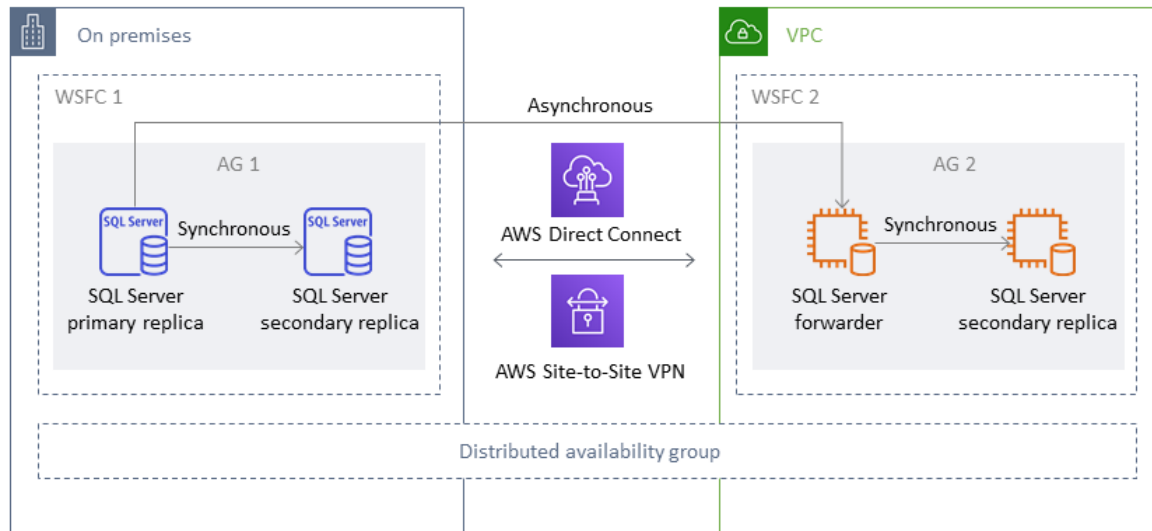 On premises
VPC
WSFC 1
WSFC 2
Asynchronous
AG 1
AG 2
SQL Server
SQL Server
Synchronous
Synchronous
AWS Direct Connect
SQL Server
primary replica
SQL Server
secondary replica
SQL Server
forwarder
SQL Server
secondary replica
AWS Site-to-Site VPN
Distributed availability group